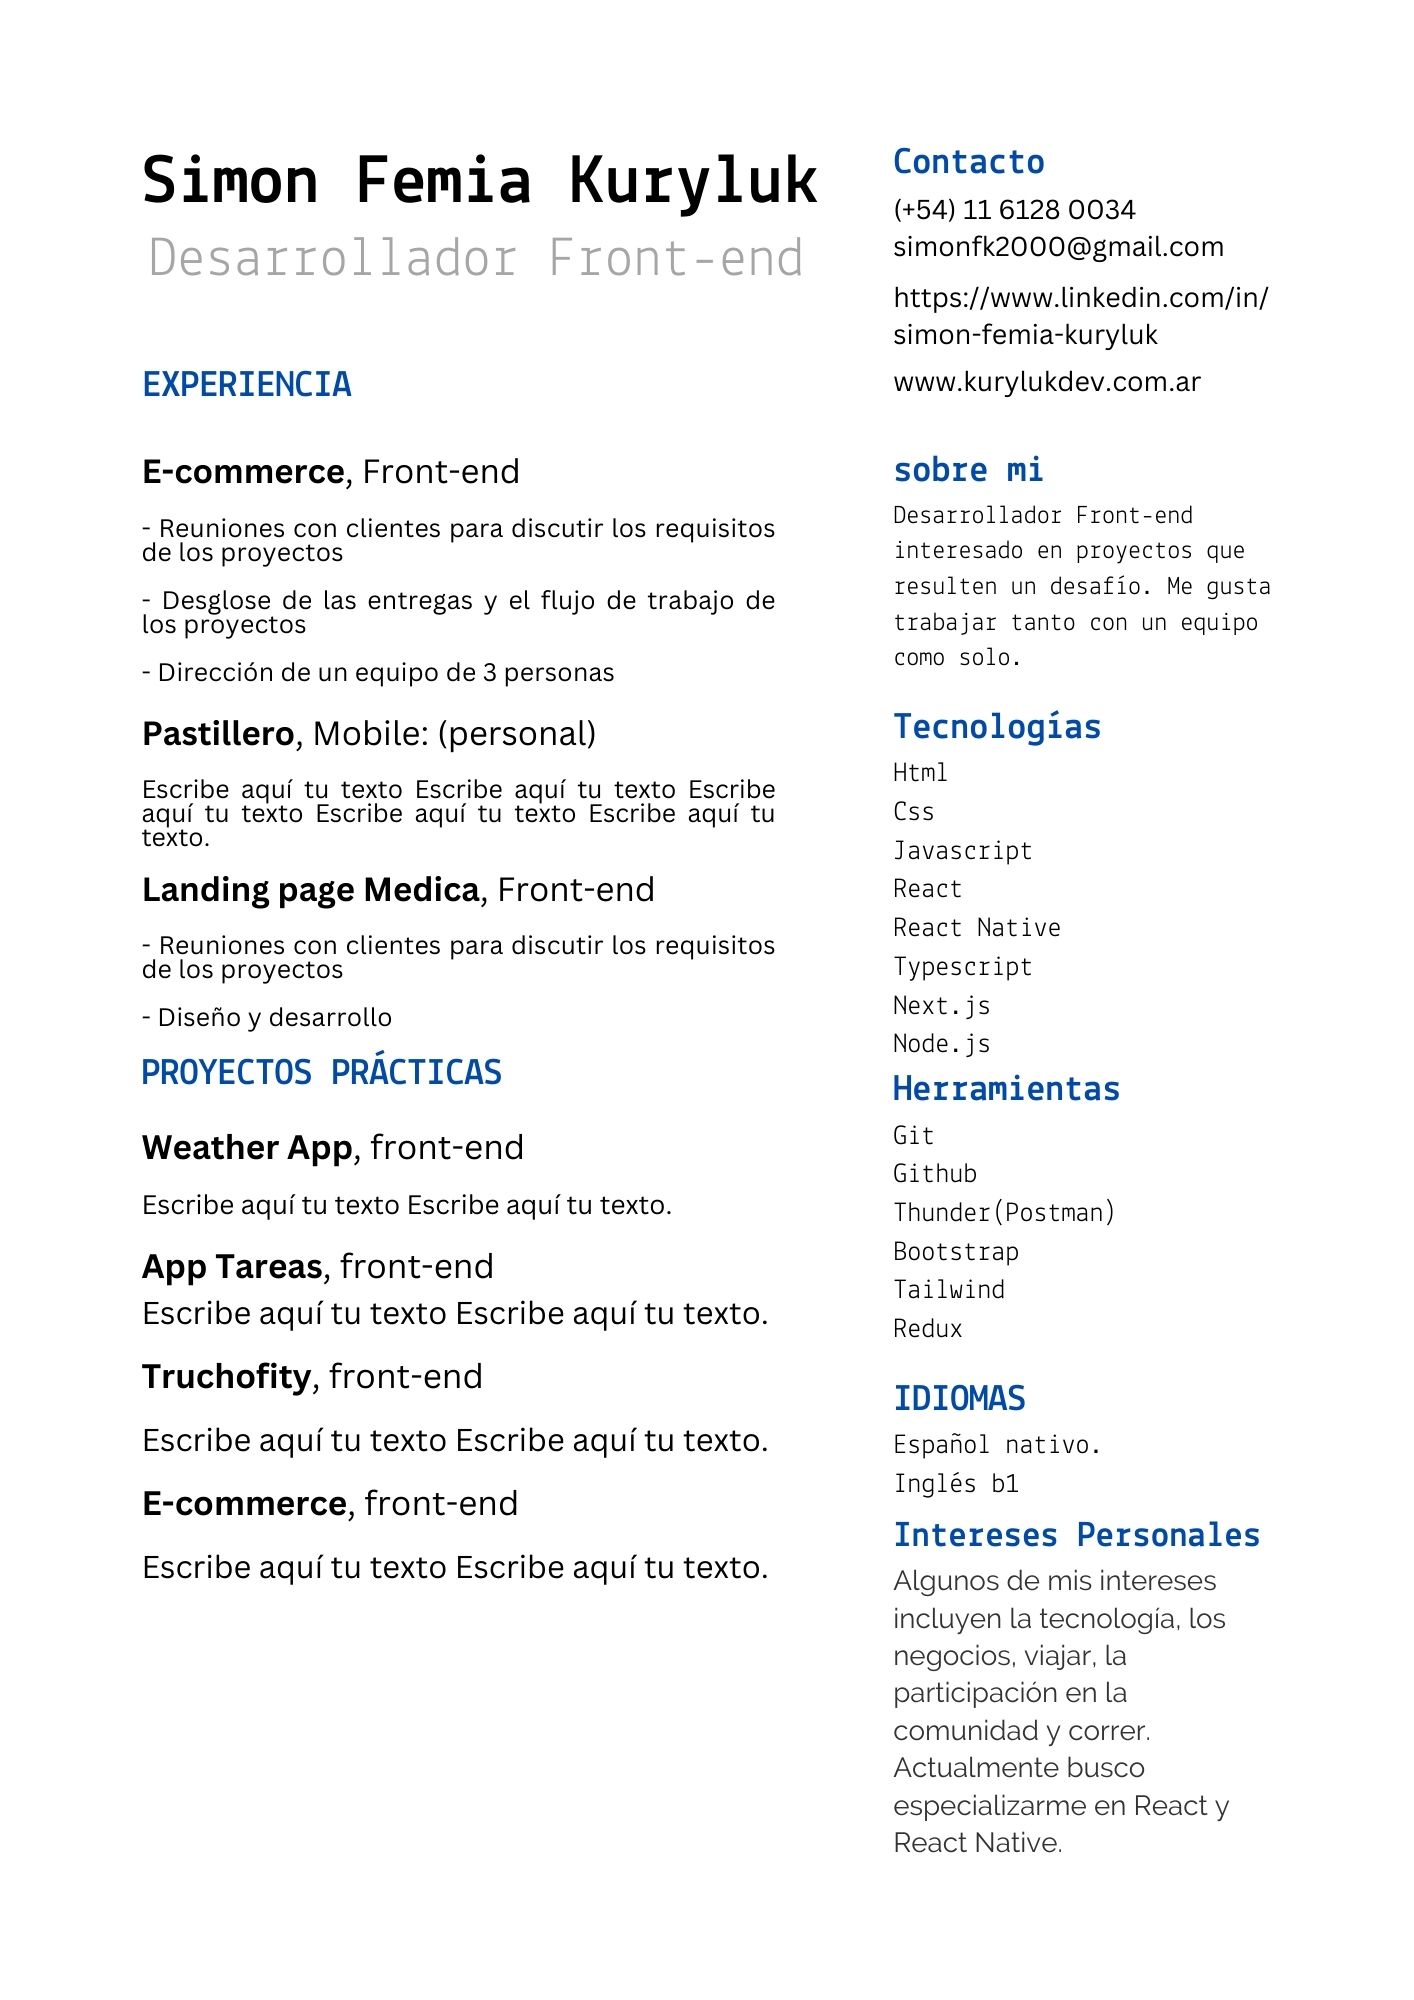 Simon Femia Kuryluk
Desarrollador Front-end
EXPERIENCIA
E-commerce, Front-end
- Reuniones con clientes para discutir los requisitos
de los proyectos
- Desglose de las entregas y el flujo de trabajo de
los proyectos
- Dirección de un equipo de 3 personas
Pastillero, Mobile: (personal)
Escribe aquí tu texto Escribe aquí tu texto Escribe
aquí tu texto Escribe aquí tu texto Escribe aquí tu
texto.
Landing page Medica, Front-end
- Reuniones con clientes para discutir los requisitos
de los proyectos
- Diseño y desarrollo
PROYECTOS PRÁCTICAS
Weather App, front-end
Escribe aquí tu texto Escribe aquí tu texto.
App Tareas, front-end
Escribe aquí tu texto Escribe aquí tu texto.
Truchofity, front-end
Escribe aquí tu texto Escribe aquí tu texto.
E-commerce, front-end
Escribe aquí tu texto Escribe aquí tu texto.
Contacto
(+54) 11 6128 0034
simonfk2000@gmail.com
https://www.linkedin.com/in/
simon-femia-kuryluk
www.kurylukdev.com.ar
sobre mi
Desarrollador Front-end
interesado en proyectos que
resulten un desafío. Me gusta
trabajar tanto con un equipo
como solo.
Tecnologías
Html
Css
Javascript
React
React Native
Typescript
Next.js
Node.js
Herramientas
Git
Github
Thunder(Postman)
Bootstrap
Tailwind
Redux
IDIOMAS
Español nativo.
Inglés b1
Intereses Personales
Algunos de mis intereses
incluyen la tecnología, los
negocios, viajar, la
participación en la
comunidad y correr.
Actualmente busco
especializarme en React y
React Native.